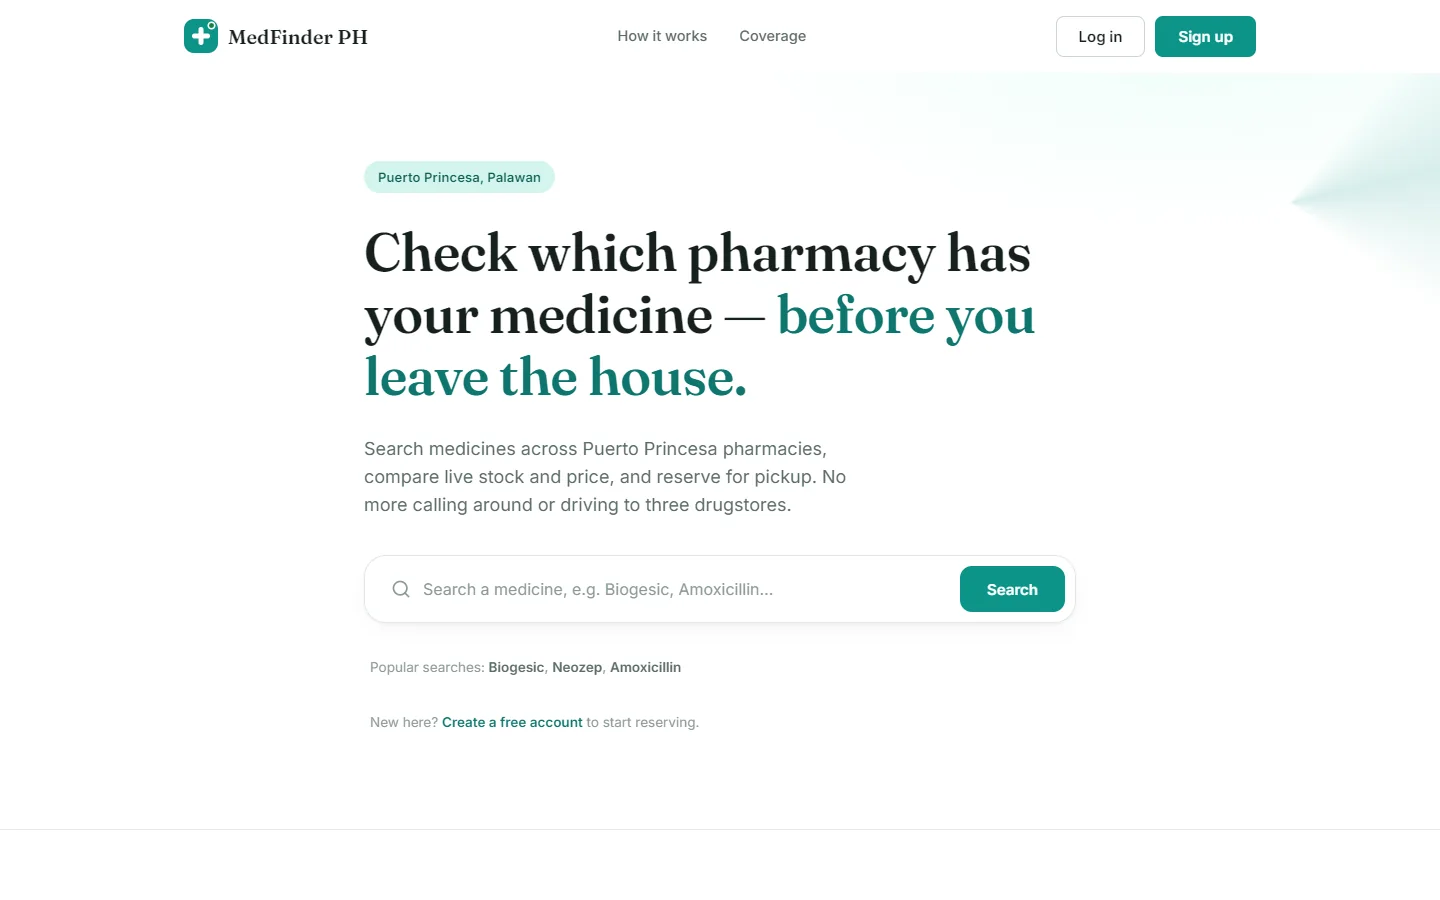 MedFinder PH
How it works
Coverage
Log in
Sign up
Puerto Princesa, Palawan
Check which pharmacy has
your medicine — before you
leave the house.
Search medicines across Puerto Princesa pharmacies,
compare live stock and price, and reserve for pickup. No
more calling around or driving to three drugstores.
Search a medicine, e.g. Biogesic, Amoxicillin...
Search
Popular searches: Biogesic, Neozep, Amoxicillin
New here? Create a free account to start reserving.